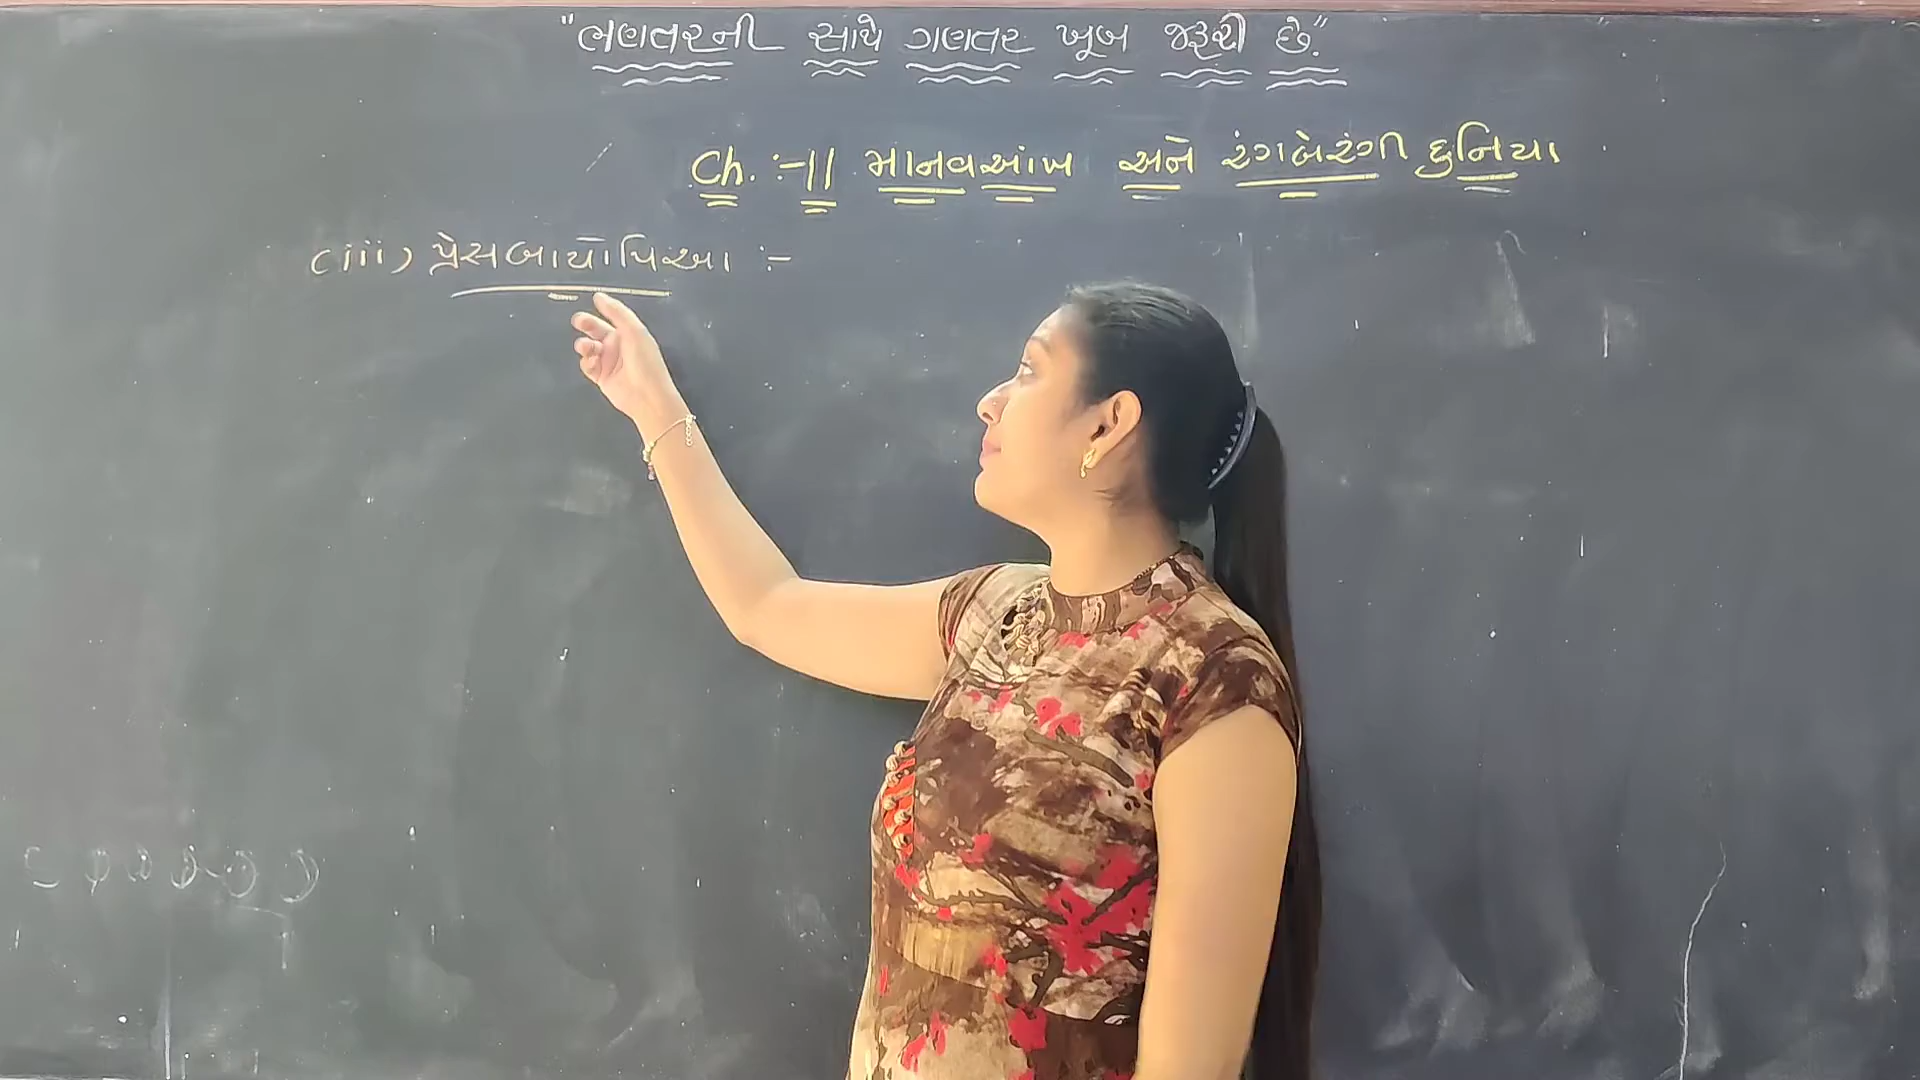 "ભણતરની સાથે ગણતર ખૂબ જરૂરી છે."
Ch. :-11 માનવઆંખ અને રંગબેરંગી દુનિયા
(iii) પ્રેસબાયોપિઆ :-